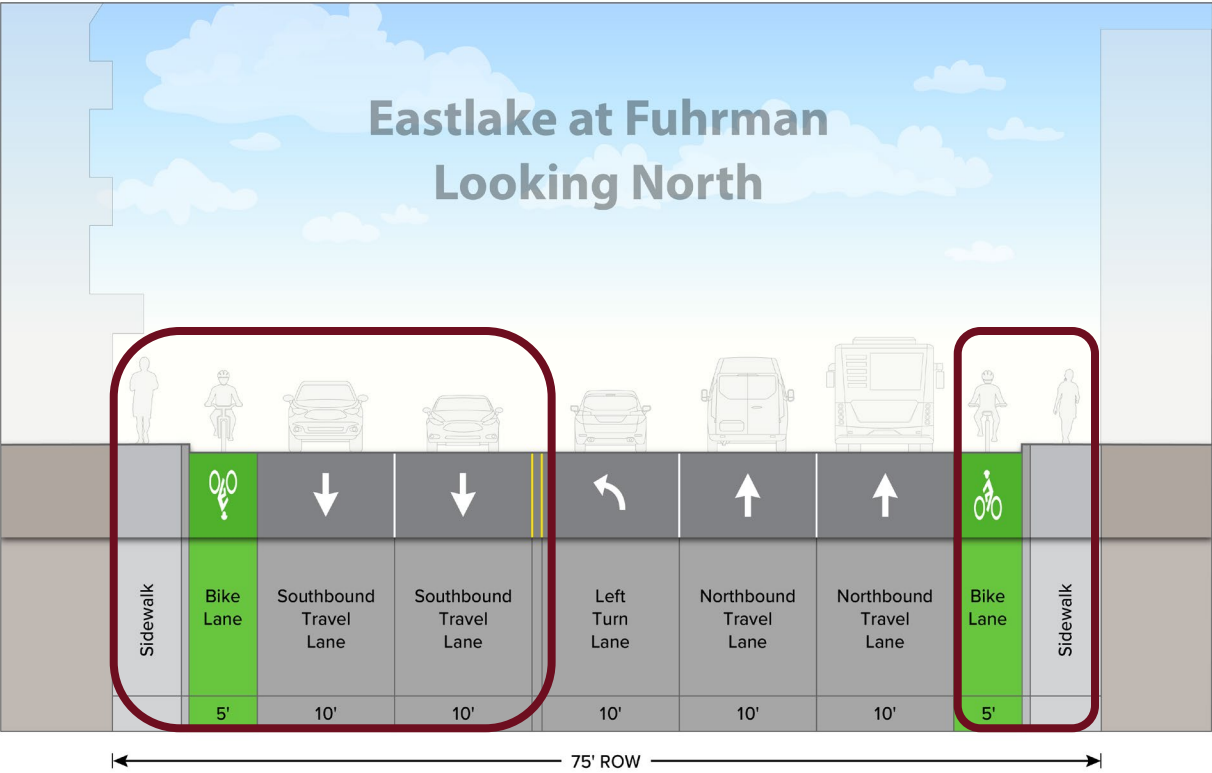 Eastlake at Fuhrman
Looking North
Sidewalk
Bike
Lane
Southbound
Travel
Lane
Southbound
Travel
Lane
Left
Turn
Lane
Northbound
Travel
Lane
Northbound
Travel
Lane
Bike
Lane
Sidewalk
5' 10' 10' 10' 10' 10' 5'
75' ROW